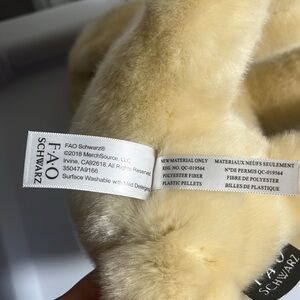 F·A·O
SCHWARZ
FAO Schwarz®
©2018 MerchSource, LLC
Irvine, CA92618, All Rights Reserved
35047A9166
Surface Washable with Mild Detergent
NEW MATERIAL ONLY
REG. NO/ QC-019564
POLYESTER FIBER
PLASTIC PELLETS
MATERIAUX NEUFS SEULEMENT
N°DE PERMIS QC-019564
FIBRE DE POLYESTER
BILLES DE PLASTIQUE
F·A·O
SCHWARZ